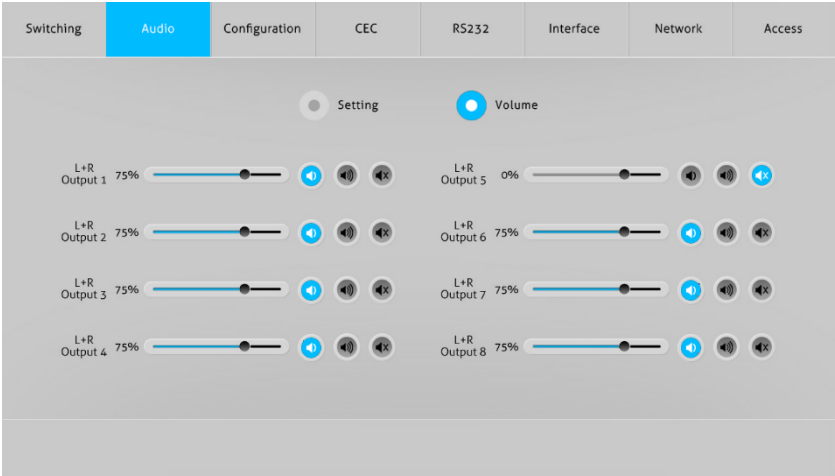 Switching Audio Configuration CEC RS232 Interface Network Access
Setting Volume
L+R
Output 1 75%
L+R
Output 5 0%
L+R
Output 2 75%
L+R
Output 6 75%
L+R
Output 3 75%
L+R
Output 7 75%
L+R
Output 4 75%
L+R
Output 8 75%